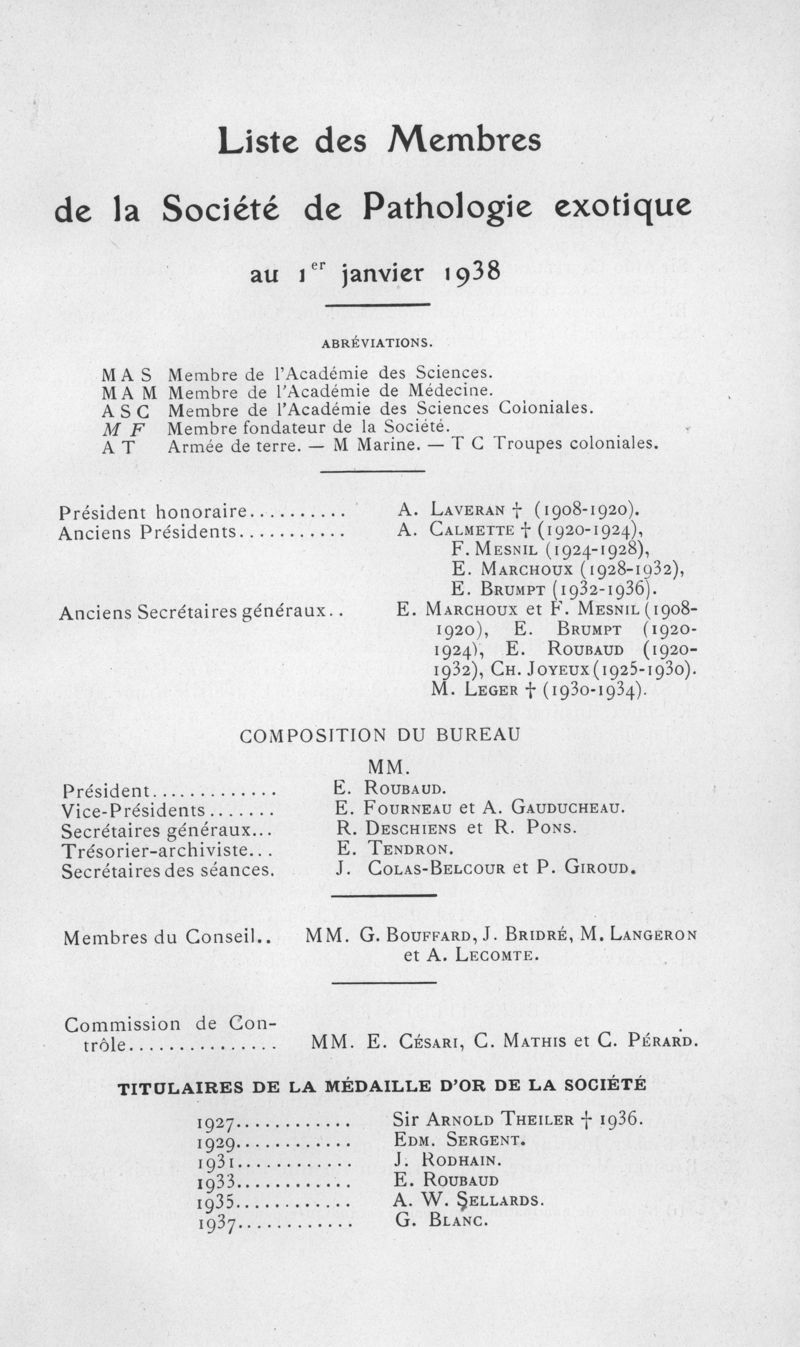 Liste des Membres
de la Société de Pathologie exotique
au 1er janvier 1938
ABRÉVIATIONS.
M A S Membre de l'Académie des Sciences.
M A M Membre de l'Académie de Médecine.
A S C Membre de l'Académie des Sciences Coloniales.
M F Membre fondateur de la Société.
A T Armée de terre. — M Marine. — T C Troupes coloniales.
Président honoraire.......... A. LAVERAN † (1908-1920).
Anciens Présidents........... A. CALMETTE † (1920-1924),
F. MESNIL (1924-1928),
E. MARCHOUX (1928-1932),
E. BRUMPT (1932-1936).
Anciens Secrétaires généraux.. E. MARCHOUX et F. MESNIL (1908-
1920), E. BRUMPT (1920-
1924), E. ROUBAUD (1920-
1932), CH. JOYEUX (1925-1930).
M. LEGER † (1930-1934).
COMPOSITION DU BUREAU
MM.
Président............. E. ROUBAUD.
Vice-Présidents....... E. FOURNEAU et A. GAUDUCHEAU.
Secrétaires généraux... R. DESCHIENS et R. PONS.
Trésorier-archiviste... E. TENDRON.
Secrétaires des séances. J. COLAS-BELCOUR et P. GIROUD.
Membres du Conseil.. MM. G. BOUFFARD, J. BRIDRÉ, M. LANGERON
et A. LECOMTE.
Commission de Con-
trôle............... MM. E. CÉSARI, C. MATHIS et C. PÉRARD.
TITULAIRES DE LA MÉDAILLE D'OR DE LA SOCIÉTÉ
1927............ Sir ARNOLD THEILER † 1936.
1929............ EDM. SERGENT.
1931............ J. RODHAIN.
1933............ E. ROUBAUD
1935............ A. W. SELLARDS.
1937............ G. BLANC.